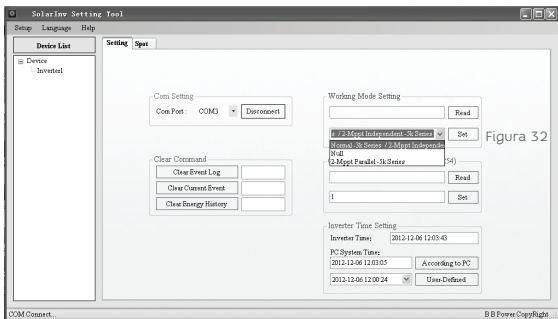 SolarInv Setting Tool
Setup Language Help
Device List
Device
Inverter1
Setting Spot
Com Setting
Com.Port : COM3 Disconnect
Clear Command
Clear Event Log
Clear Current Event
Clear Energy History
Working Mode Setting
Read
e / 2-Mppt Independent -5k Series Set
Normal -3k Series / 2-Mppt Independen
Null
2-Mppt Parallel -5k Series
54)
Read
1 Set
Inverter Time Setting
Inverter Time: 2012-12-06 12:03:43
PC System Time:
2012-12-06 12:03:05 According to PC
2012-12-06 12:00:24 User-Defined
Figura 32
COM Connect... B B Power CopyRight